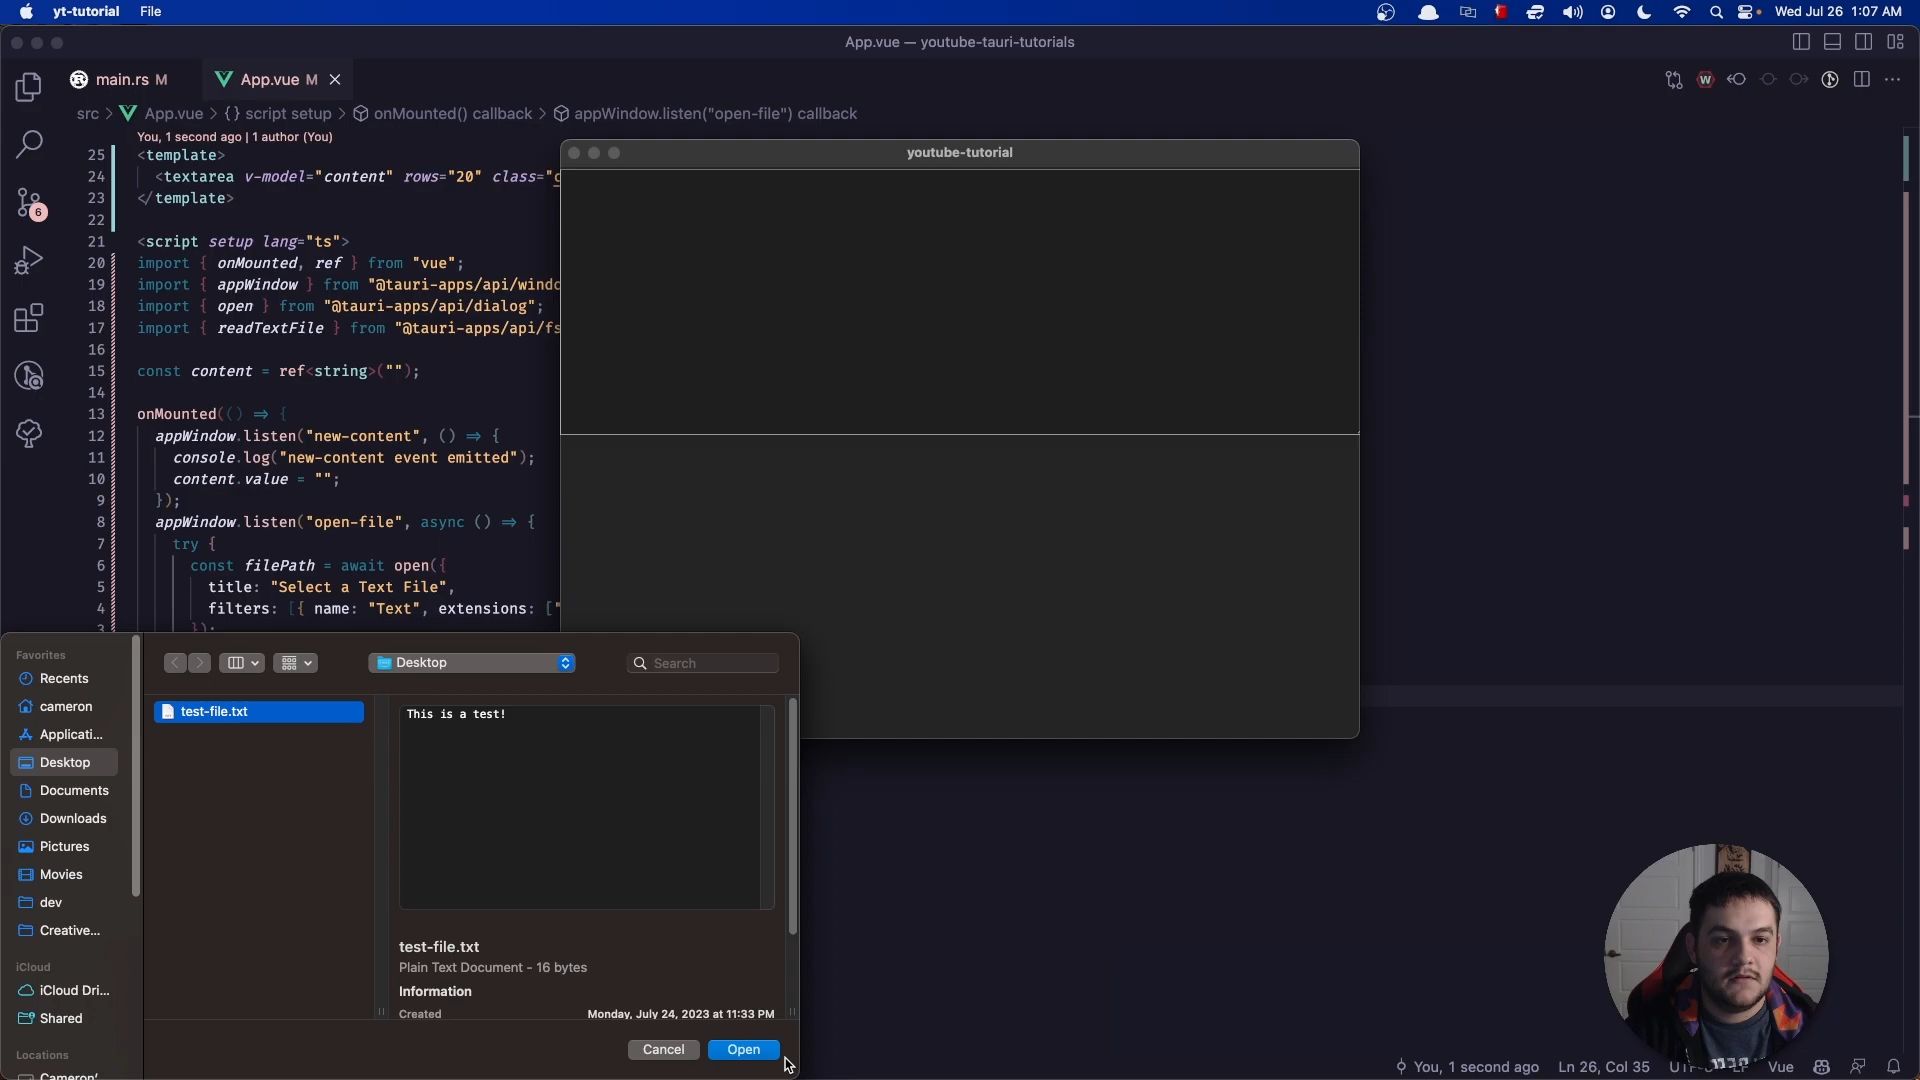 yt-tutorial File
Wed Jul 26 1:07 AM
App.vue — youtube-tauri-tutorials
main.rs M
App.vue M
src > App.vue > {} script setup > onMounted() callback > appWindow.listen("open-file") callback
You, 1 second ago | 1 author (You)
25 <template>
24 <textarea v-model="content" rows="20" class="c
23 </template>
22
21 <script setup lang="ts">
20 import { onMounted, ref } from "vue";
19 import { appWindow } from "@tauri-apps/api/windo
18 import { open } from "@tauri-apps/api/dialog";
17 import { readTextFile } from "@tauri-apps/api/fs
16
15 const content = ref<string>("");
14
13 onMounted(() => {
12 appWindow.listen("new-content", () => {
11 console.log("new-content event emitted");
10 content.value = "";
9 });
8 appWindow.listen("open-file", async () => {
7 try {
6 const filePath = await open({
5 title: "Select a Text File",
4 filters: [{ name: "Text", extensions: ["
3 });
6
youtube-tutorial
Favorites
Recents
cameron
Applicati...
Desktop
Documents
Downloads
Pictures
Movies
dev
Creative...
iCloud
iCloud Dri...
Shared
Locations
Cameron'
Desktop
Search
test-file.txt
This is a test!
test-file.txt
Plain Text Document - 16 bytes
Information
Created Monday, July 24, 2023 at 11:33 PM
Cancel
Open
You, 1 second ago Ln 26, Col 35
Vue